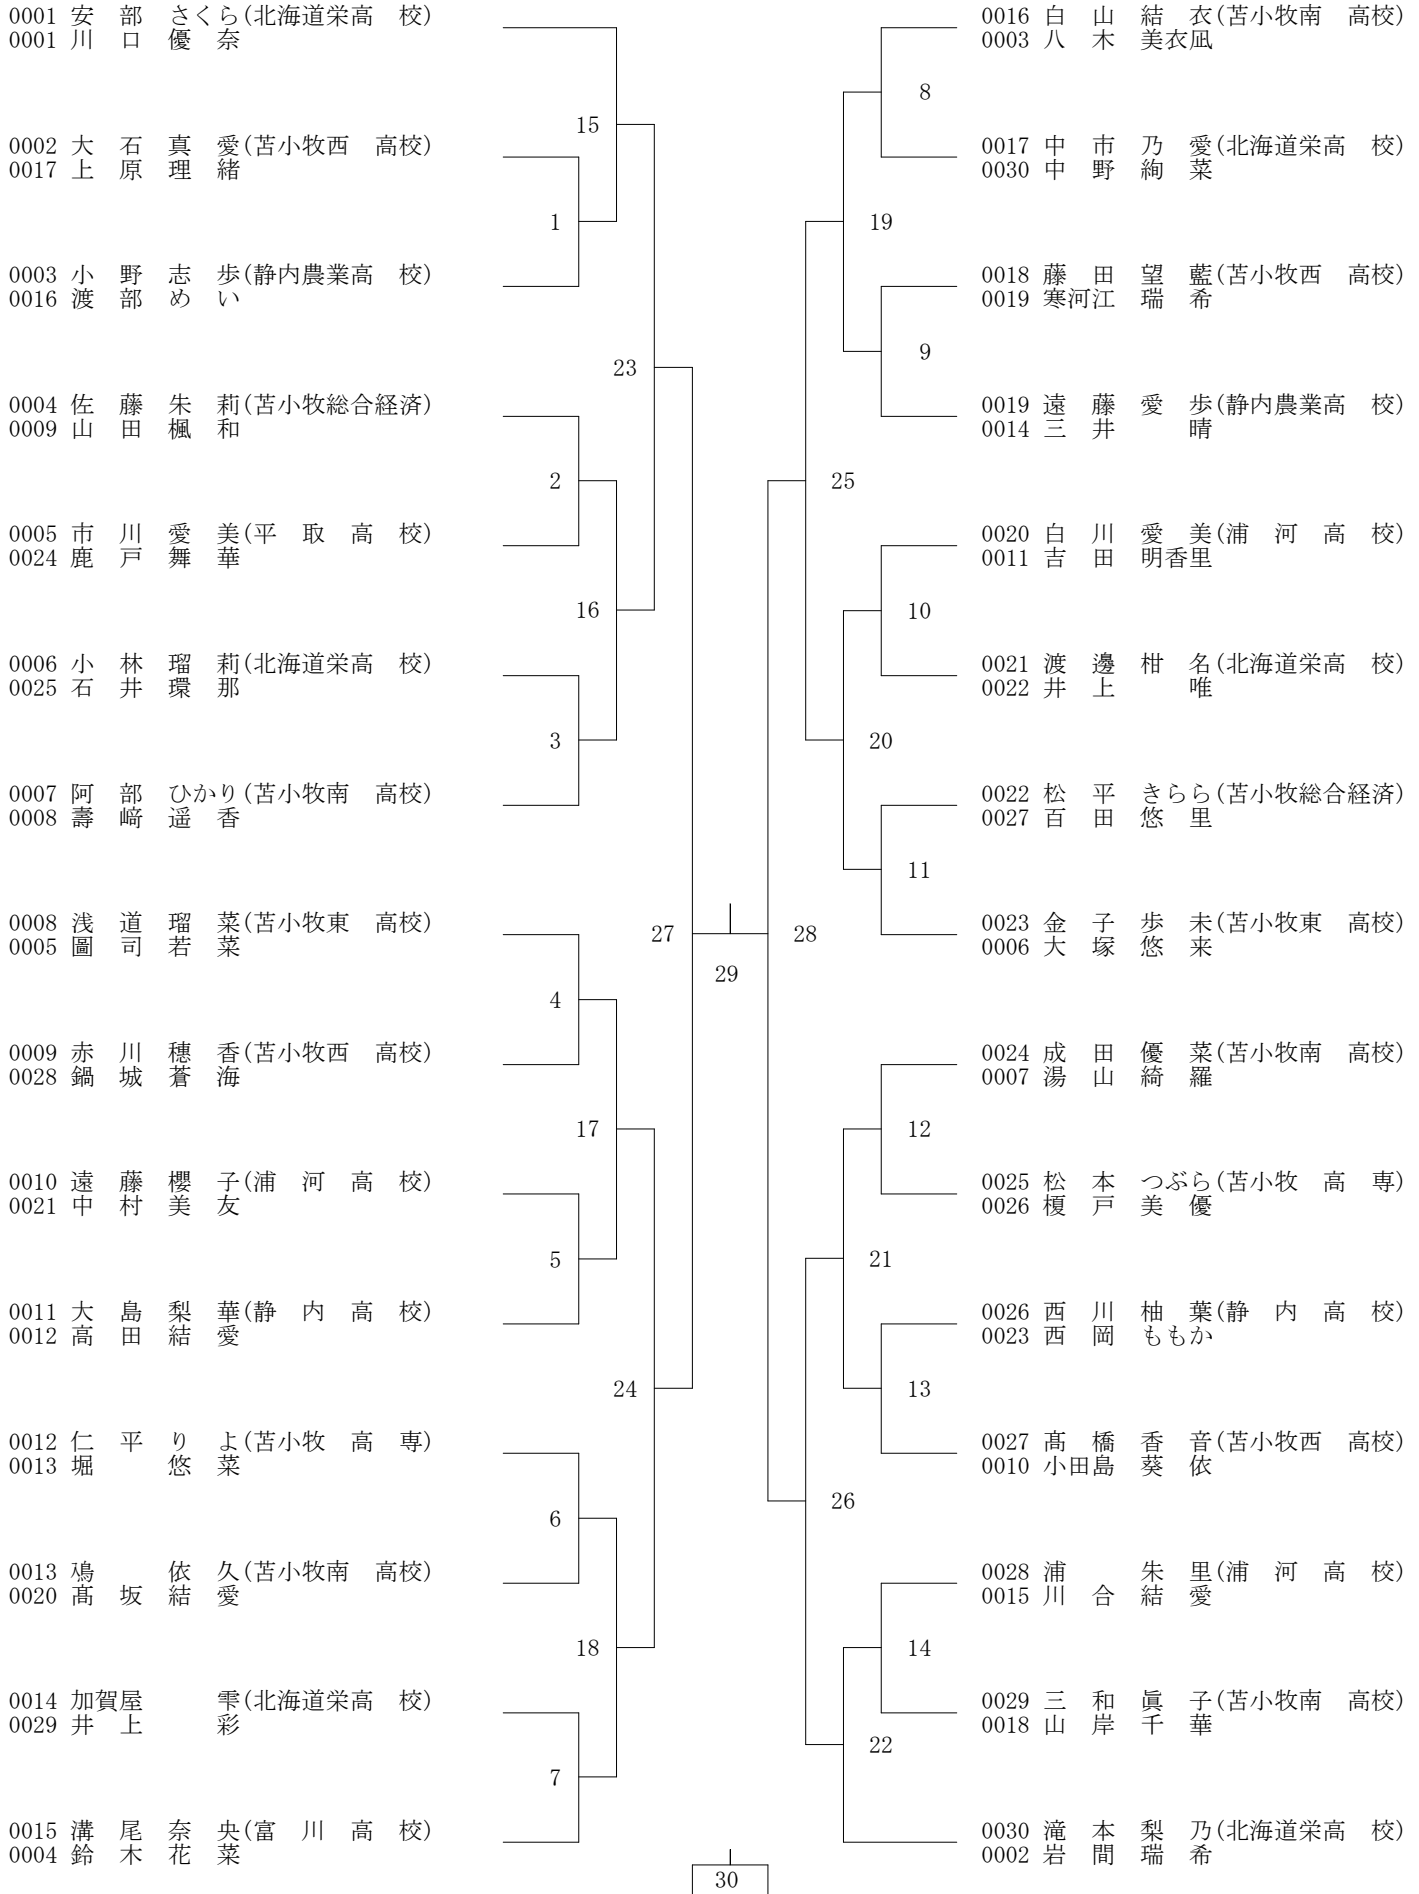 0001 安　部　さくら(北海道栄高　校)
0001 川　口　優　奈
15
0002 大　石　真　愛(苫小牧西　高校)
0017 上　原　理　緒
1
0003 小　野　志　歩(静内農業高　校)
0016 渡　部　め　い
23
0004 佐　藤　朱　莉(苫小牧総合経済)
0009 山　田　楓　和
2
0005 市　川　愛　美(平　取　高　校)
0024 鹿　戸　舞　華
16
0006 小　林　瑠　莉(北海道栄高　校)
0025 石　井　環　那
3
0007 阿　部　ひかり(苫小牧南　高校)
0008 壽　﨑　遥　香
27
0008 浅　道　瑠　菜(苫小牧東　高校)
0005 圖　司　若　菜
4
0009 赤　川　穗　香(苫小牧西　高校)
0028 鍋　城　蒼　海
17
0010 遠　藤　櫻　子(浦　河　高　校)
0021 中　村　美　友
5
0011 大　島　梨　華(静　内　高　校)
0012 高　田　結　愛
24
0012 仁　平　り　よ(苫小牧　高　専)
0013 堀　　　悠　菜
6
0013 鳰　　　依　久(苫小牧南　高校)
0020 髙　坂　結　愛
18
0014 加賀屋　　　雫(北海道栄高　校)
0029 井　上　　　彩
7
0015 溝　尾　奈　央(富　川　高　校)
0004 鈴　木　花　菜
29
30
0016 白　山　結　衣(苫小牧南　高校)
0003 八　木　美衣凪
8
0017 中　市　乃　愛(北海道栄高　校)
0030 中　野　絢　菜
19
0018 藤　田　望　藍(苫小牧西　高校)
0019 寒河江　瑞　希
9
0019 遠　藤　愛　歩(静内農業高　校)
0014 三　井　　　晴
25
0020 白　川　愛　美(浦　河　高　校)
0011 吉　田　明香里
10
0021 渡　邊　柑　名(北海道栄高　校)
0022 井　上　　　唯
20
0022 松　平　きらら(苫小牧総合経済)
0027 百　田　悠　里
11
0023 金　子　歩　未(苫小牧東　高校)
0006 大　塚　悠　来
28
0024 成　田　優　菜(苫小牧南　高校)
0007 湯　山　綺　羅
12
0025 松　本　つぶら(苫小牧　高　専)
0026 榎　戸　美　優
21
0026 西　川　柚　葉(静　内　高　校)
0023 西　岡　ももか
13
0027 髙　橋　香　音(苫小牧西　高校)
0010 小田島　葵　依
26
0028 浦　　　朱　里(浦　河　高　校)
0015 川　合　結　愛
14
0029 三　和　眞　子(苫小牧南　高校)
0018 山　岸　千　華
22
0030 滝　本　梨　乃(北海道栄高　校)
0002 岩　間　瑞　希